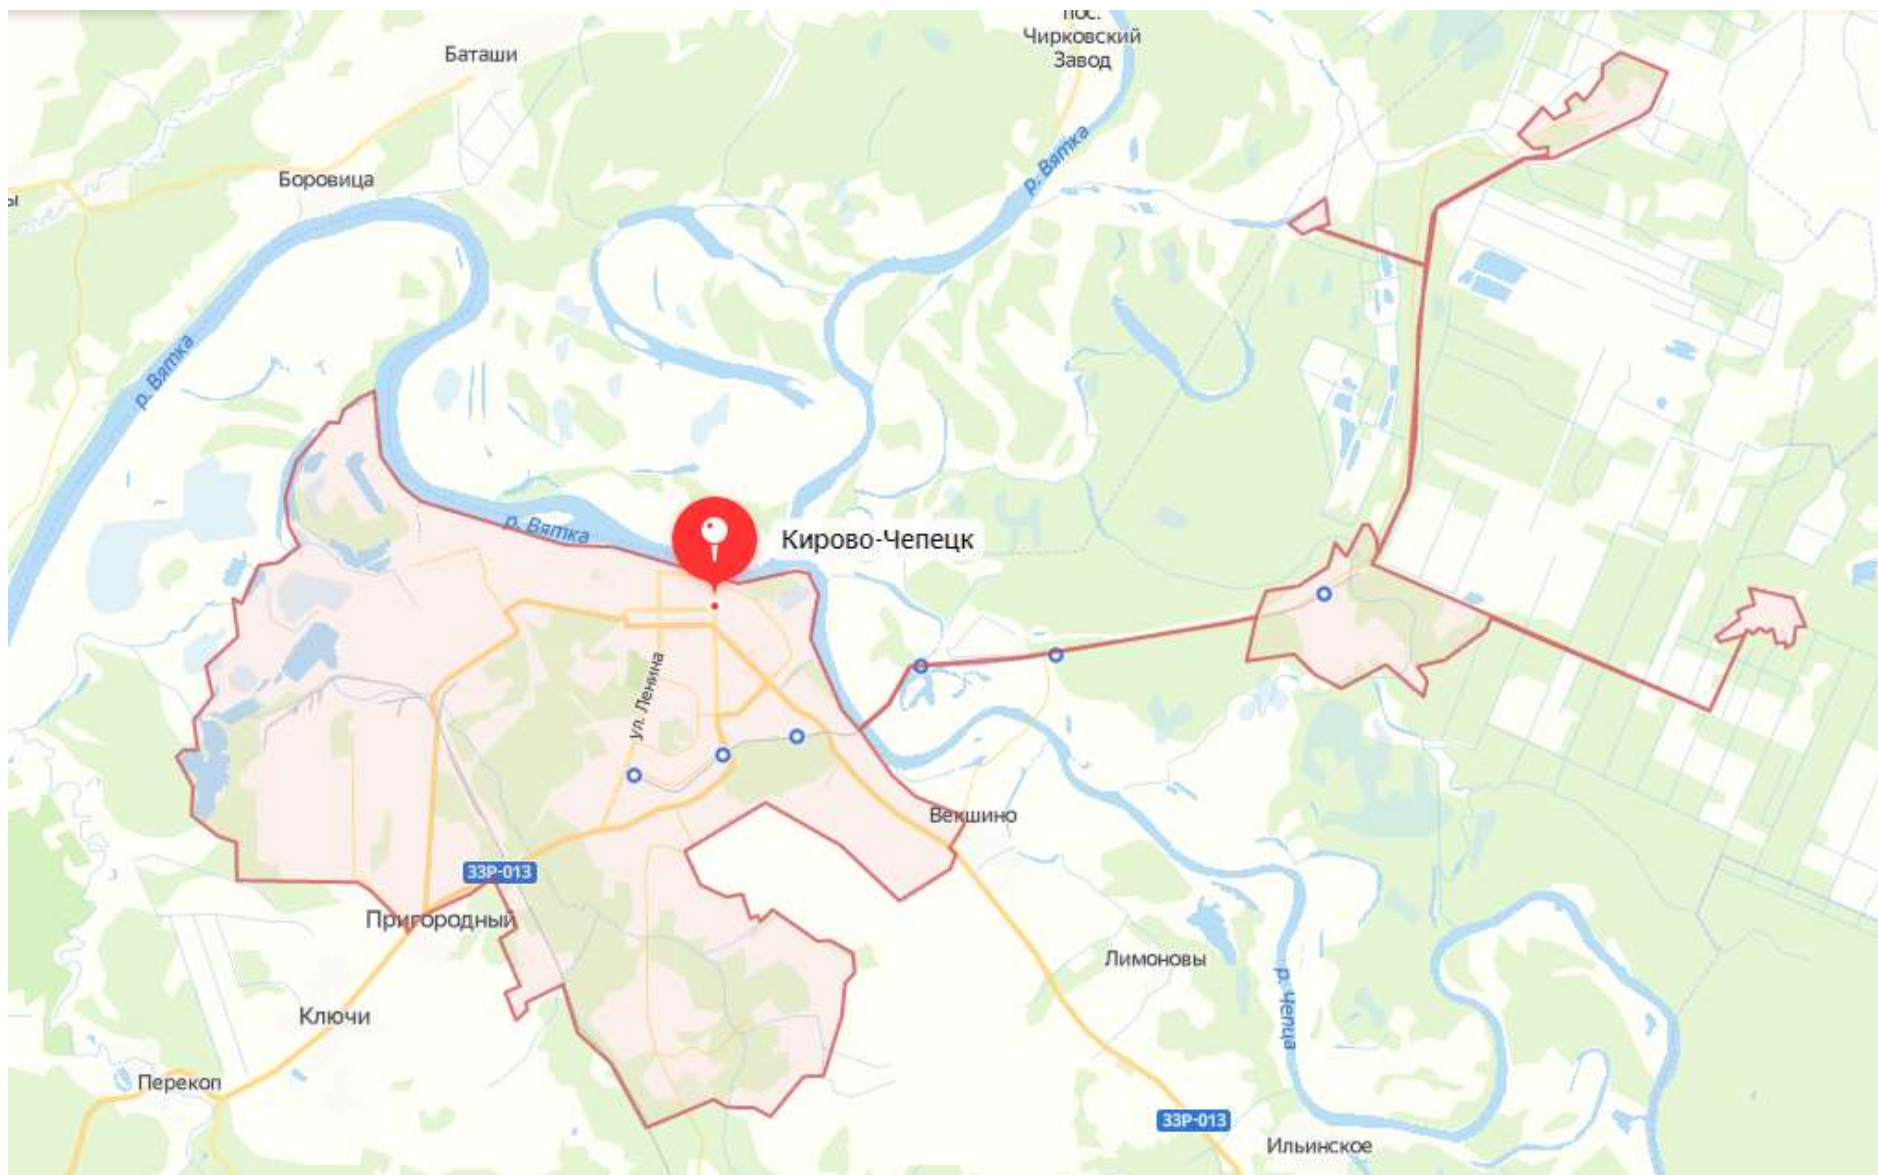 пос.
Чирковский
Завод
Баташи
р. Вятка
Боровица
ы
р. Вятка
р. Вятка
Кирово-Чепецк
ул. Ленина
Векшино
33Р-013
Пригородный
Лимоновы
р. Чепца
Ключи
Перекоп
33Р-013
Ильинское